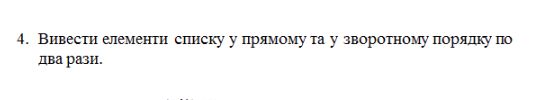 4. Вивести елементи списку у прямому та у зворотному порядку по
два рази.